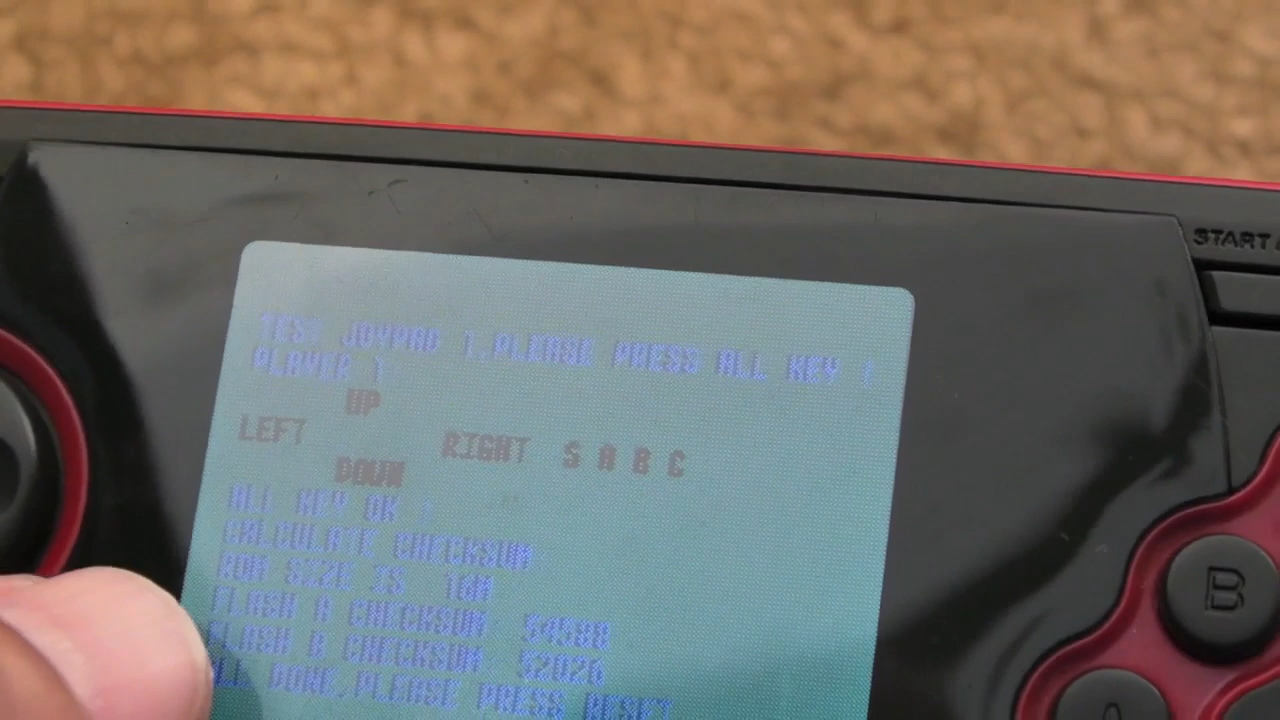 TEST JOYPAD 1.PLEASE PRESS ALL KEY !
PLAYER 1
UP
LEFT RIGHT S A B C
DOWN
ALL KEY OK !
CALCULATE CHECKSUM
ROM SIZE IS 16M
FLASH A CHECKSUM 54588
FLASH B CHECKSUM 52026
ALL DONE.PLEASE PRESS RESET
START
B
A